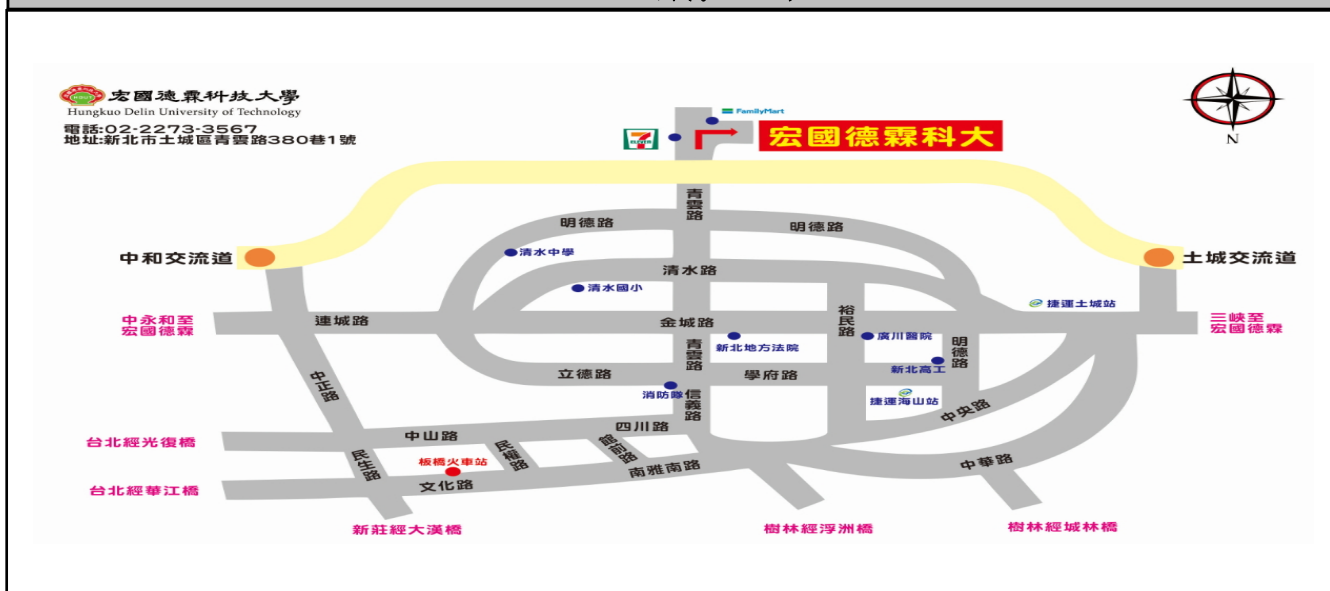 宏國德霖科技大學
Hungkuo Delin University of Technology
電話:02-2273-3567
地址:新北市土城區青雲路380巷1號
FamilyMart
7
ELEVEN
宏國德霖科大
N
青雲路
明德路
明德路
清水中學
中和交流道
土城交流道
清水路
清水國小
捷運土城站
中永和至
宏國德霖
連城路
金城路
裕民路
三峽至
宏國德霖
新北地方法院
廣川醫院
青雲路
明德路
新北高工
中正路
立德路
學府路
消防隊
信義路
捷運海山站
中央路
四川路
中山路
台北經光復橋
民權路
板橋火車站
民生路
南雅南路
中華路
文化路
台北經華江橋
新莊經大漢橋
樹林經浮洲橋
樹林經城林橋